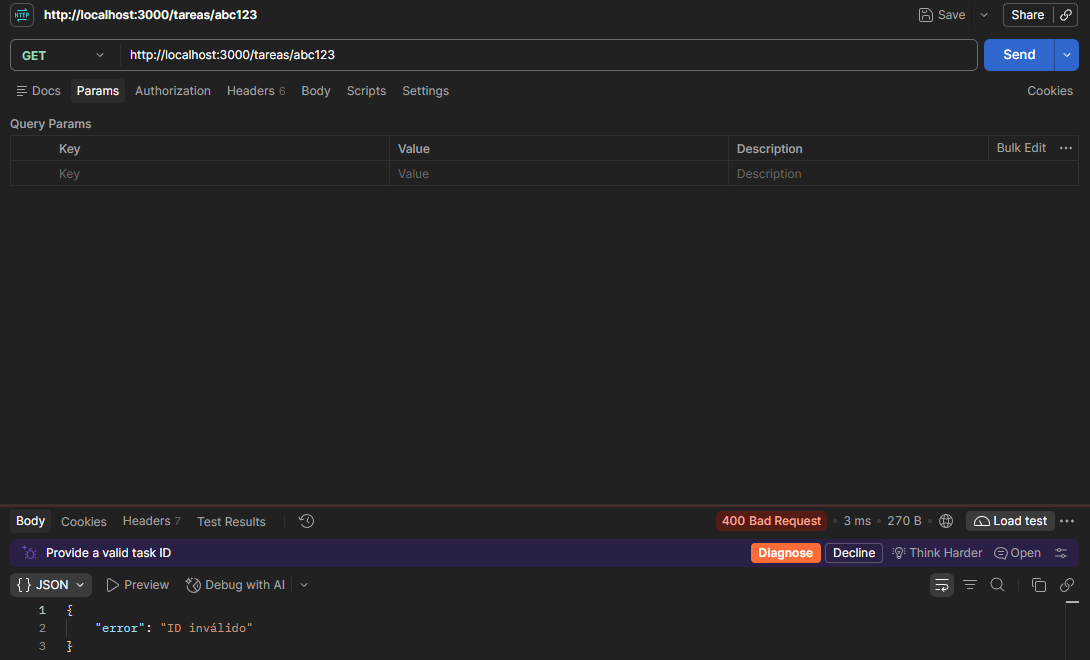 HTTP http://localhost:3000/tareas/abc123 Save Share
GET http://localhost:3000/tareas/abc123 Send
Docs Params Authorization Headers 6 Body Scripts Settings Cookies
Query Params
Key Value Description Bulk Edit ...
Key Value Description
Body Cookies Headers 7 Test Results 400 Bad Request • 3 ms • 270 B • Load test ...
Provide a valid task ID Diagnose Decline Think Harder Open
{} JSON Preview Debug with AI
1 {
2 "error": "ID inválido"
3 }